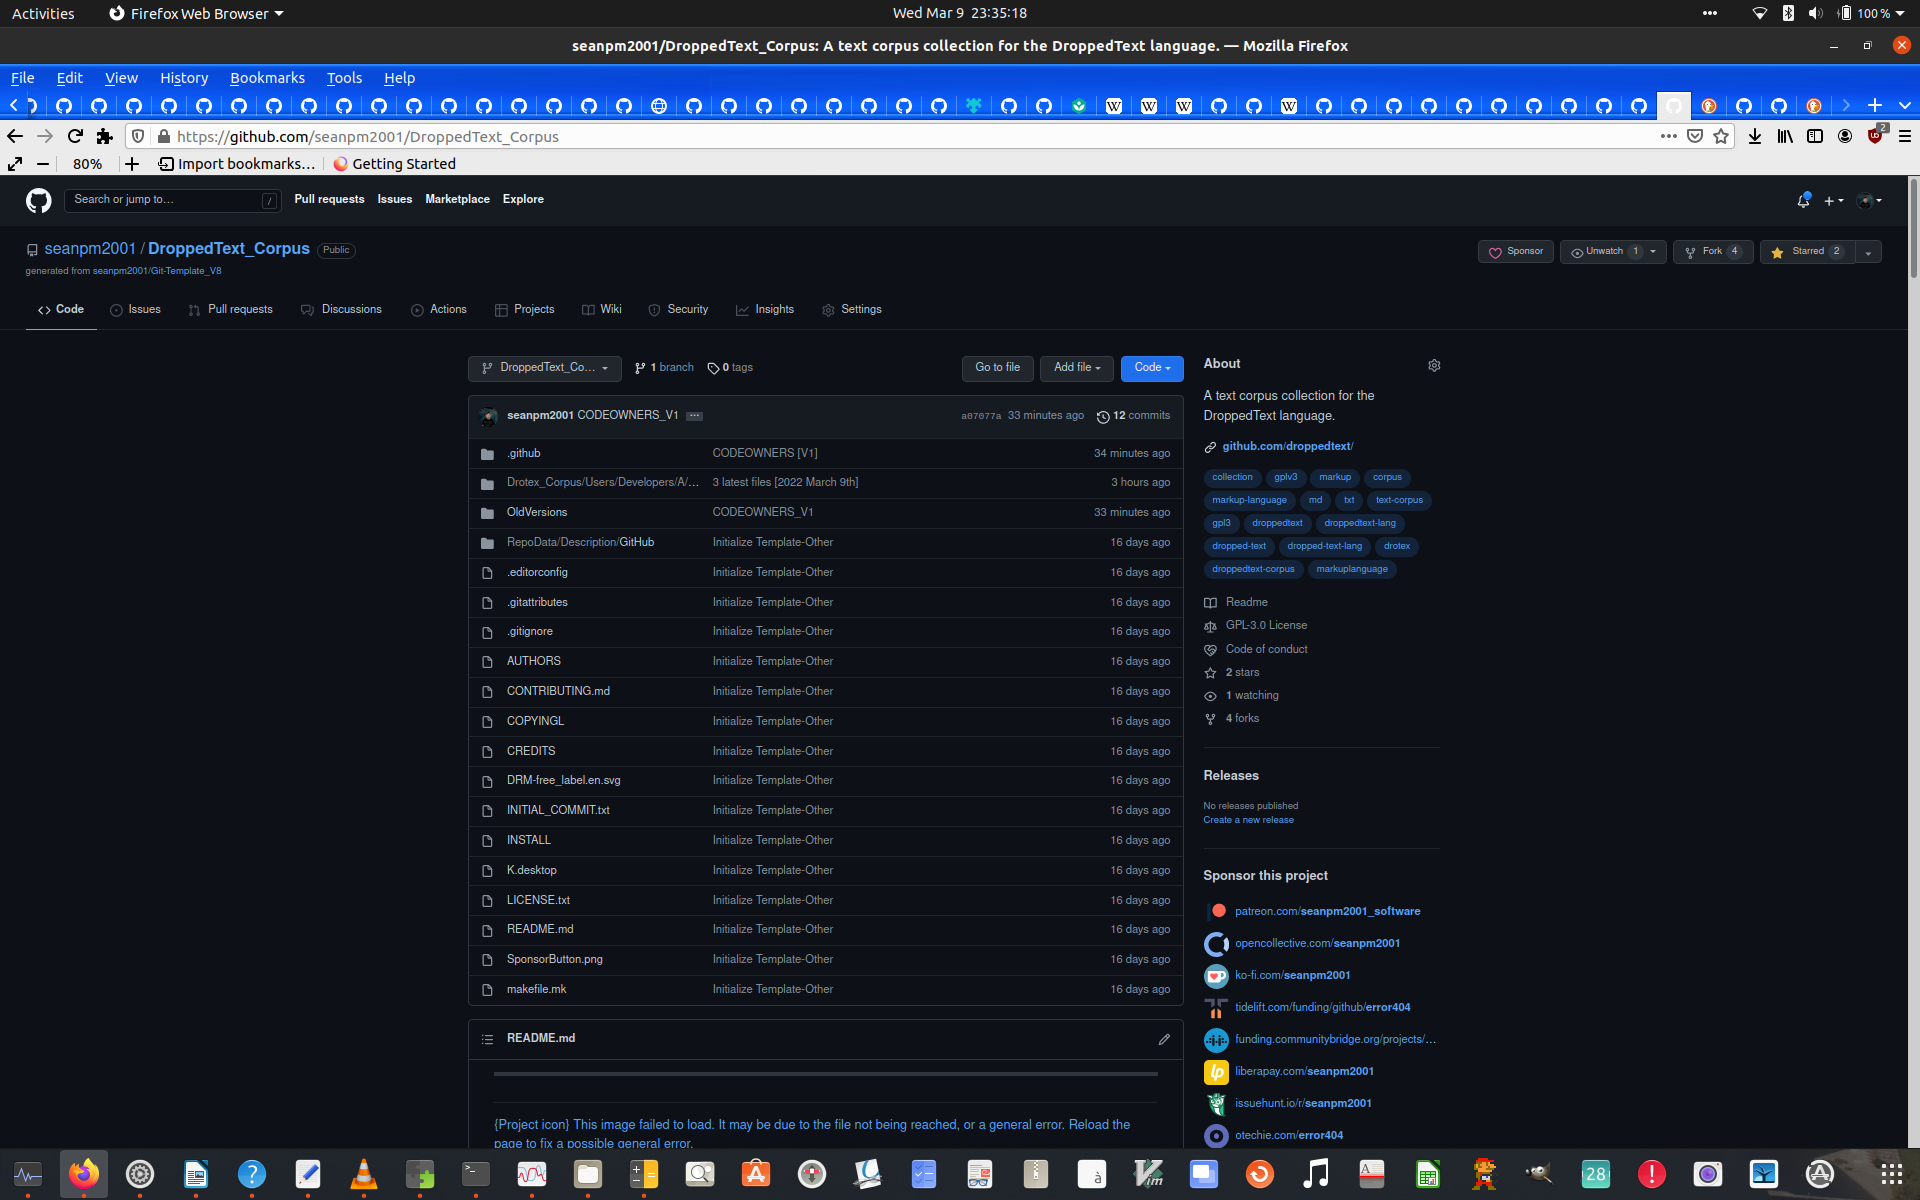 Activities
Firefox Web Browser
Wed Mar 9 23:35:18
100 %
seanpm2001/DroppedText_Corpus: A text corpus collection for the DroppedText language. — Mozilla Firefox
File Edit View History Bookmarks Tools Help
https://github.com/seanpm2001/DroppedText_Corpus
2
80%
Import bookmarks...
Getting Started
Search or jump to...
/
Pull requests Issues Marketplace Explore
seanpm2001 / DroppedText_Corpus Public
generated from seanpm2001/Git-Template_V8
Sponsor
Unwatch 1
Fork 4
Starred 2
Code Issues Pull requests Discussions Actions Projects Wiki Security Insights Settings
DroppedText_Co...
1 branch
0 tags
Go to file
Add file
Code
seanpm2001 CODEOWNERS_V1 ...
a07077a 33 minutes ago
12 commits
.github CODEOWNERS [V1] 34 minutes ago
Drotex_Corpus/Users/Developers/A/... 3 latest files [2022 March 9th] 3 hours ago
OldVersions CODEOWNERS_V1 33 minutes ago
RepoData/Description/GitHub Initialize Template-Other 16 days ago
.editorconfig Initialize Template-Other 16 days ago
.gitattributes Initialize Template-Other 16 days ago
.gitignore Initialize Template-Other 16 days ago
AUTHORS Initialize Template-Other 16 days ago
CONTRIBUTING.md Initialize Template-Other 16 days ago
COPYINGL Initialize Template-Other 16 days ago
CREDITS Initialize Template-Other 16 days ago
DRM-free_label.en.svg Initialize Template-Other 16 days ago
INITIAL_COMMIT.txt Initialize Template-Other 16 days ago
INSTALL Initialize Template-Other 16 days ago
K.desktop Initialize Template-Other 16 days ago
LICENSE.txt Initialize Template-Other 16 days ago
README.md Initialize Template-Other 16 days ago
SponsorButton.png Initialize Template-Other 16 days ago
makefile.mk Initialize Template-Other 16 days ago
README.md
{Project icon} This image failed to load. It may be due to the file not being reached, or a general error. Reload the
page to fix a possible general error.
About
A text corpus collection for the
DroppedText language.
github.com/droppedtext/
collection gplv3 markup corpus
markup-language md txt text-corpus
gpl3 droppedtext droppedtext-lang
dropped-text dropped-text-lang drotex
droppedtext-corpus markuplanguage
Readme
GPL-3.0 License
Code of conduct
2 stars
1 watching
4 forks
Releases
No releases published
Create a new release
Sponsor this project
patreon.com/seanpm2001_software
opencollective.com/seanpm2001
ko-fi.com/seanpm2001
tidelift.com/funding/github/error404
funding.communitybridge.org/projects/...
liberapay.com/seanpm2001
issuehunt.io/r/seanpm2001
otechie.com/error404
28